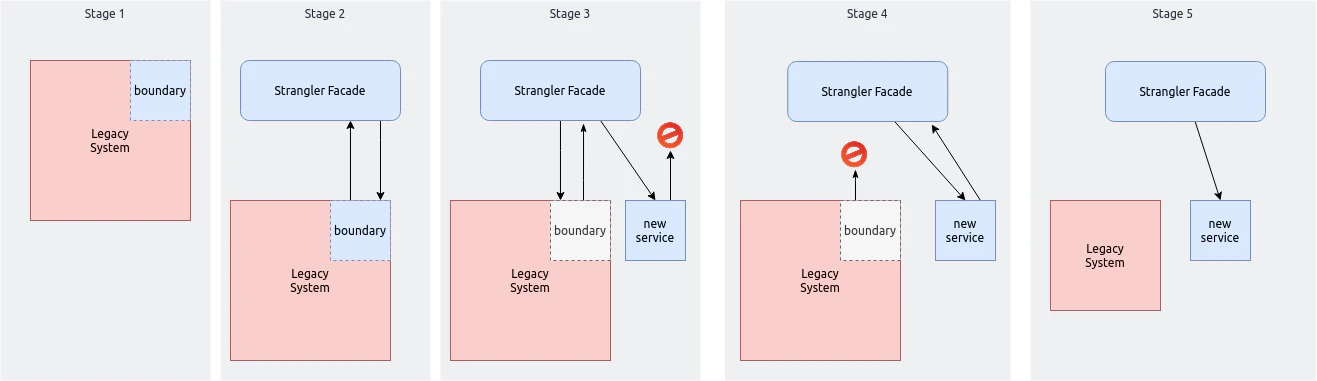 Stage 1
boundary
Legacy
System
Stage 2
Strangler Facade
boundary
Legacy
System
Stage 3
Strangler Facade
boundary
new
service
Legacy
System
Stage 4
Strangler Facade
boundary
new
service
Legacy
System
Stage 5
Strangler Facade
new
service
Legacy
System